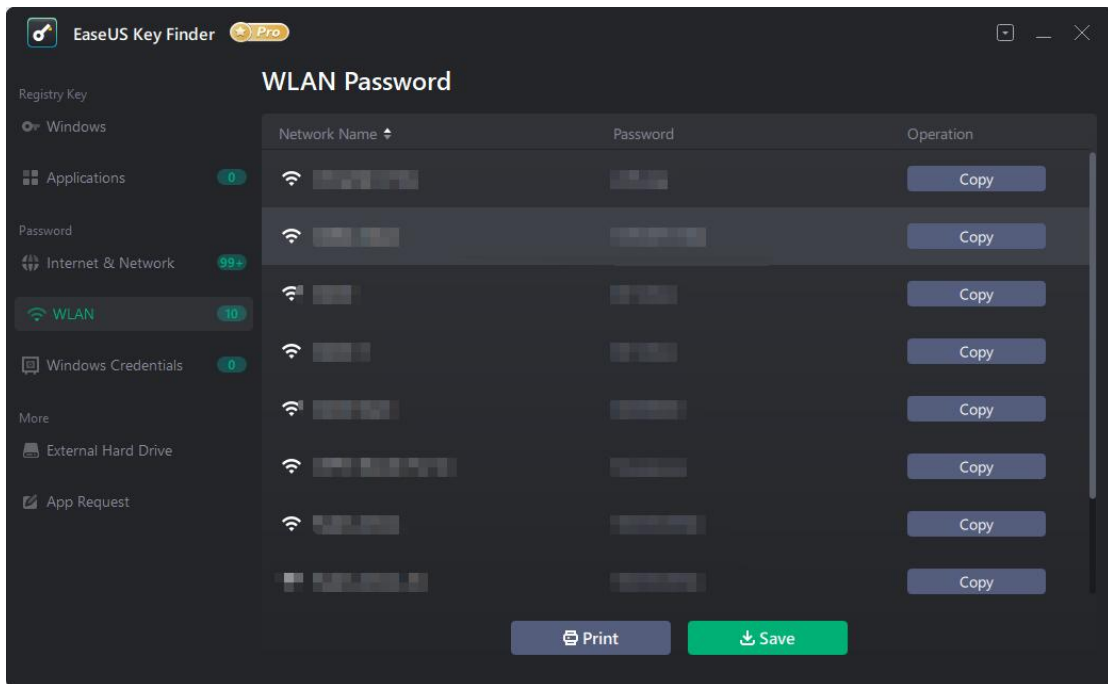 EaseUS Key Finder Pro
WLAN Password
Registry Key
Windows
Applications 0
Password
Internet & Network 99+
WLAN 10
Windows Credentials 0
More
External Hard Drive
App Request
Network Name Password Operation
Copy
Copy
Copy
Copy
Copy
Copy
Copy
Copy
Print Save